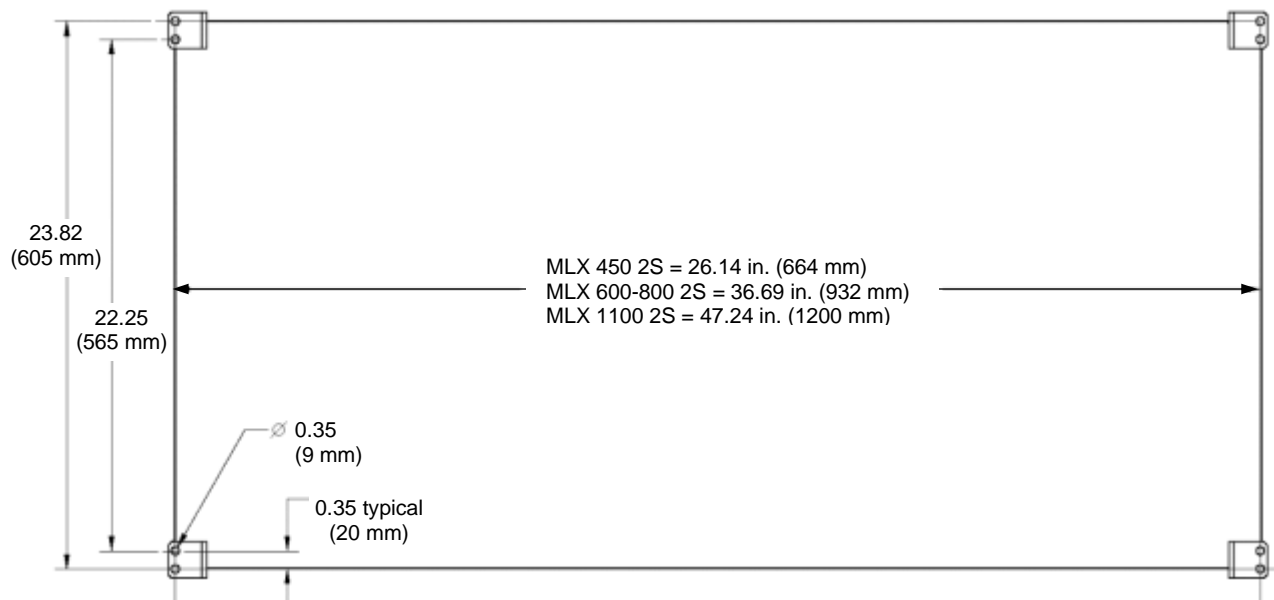 23.82
(605 mm)
22.25
(565 mm)
MLX 450 2S = 26.14 in. (664 mm)
MLX 600-800 2S = 36.69 in. (932 mm)
MLX 1100 2S = 47.24 in. (1200 mm)
∅ 0.35
(9 mm)
0.35 typical
(20 mm)